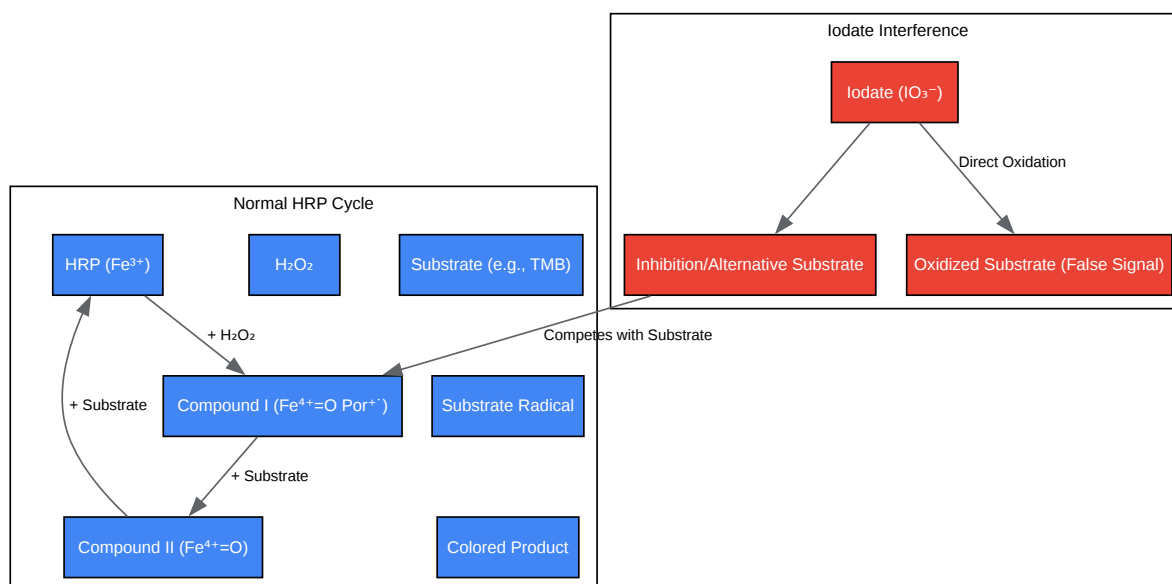 Iodate Interference
Iodate (IO₃⁻)
Direct Oxidation
Normal HRP Cycle
HRP (Fe³⁺)
H₂O₂
Substrate (e.g., TMB)
Inhibition/Alternative Substrate
Oxidized Substrate (False Signal)
+ H₂O₂
Competes with Substrate
+ Substrate
Compound I (Fe⁴⁺=O Por⁺˙)
Substrate Radical
+ Substrate
Compound II (Fe⁴⁺=O)
Colored Product